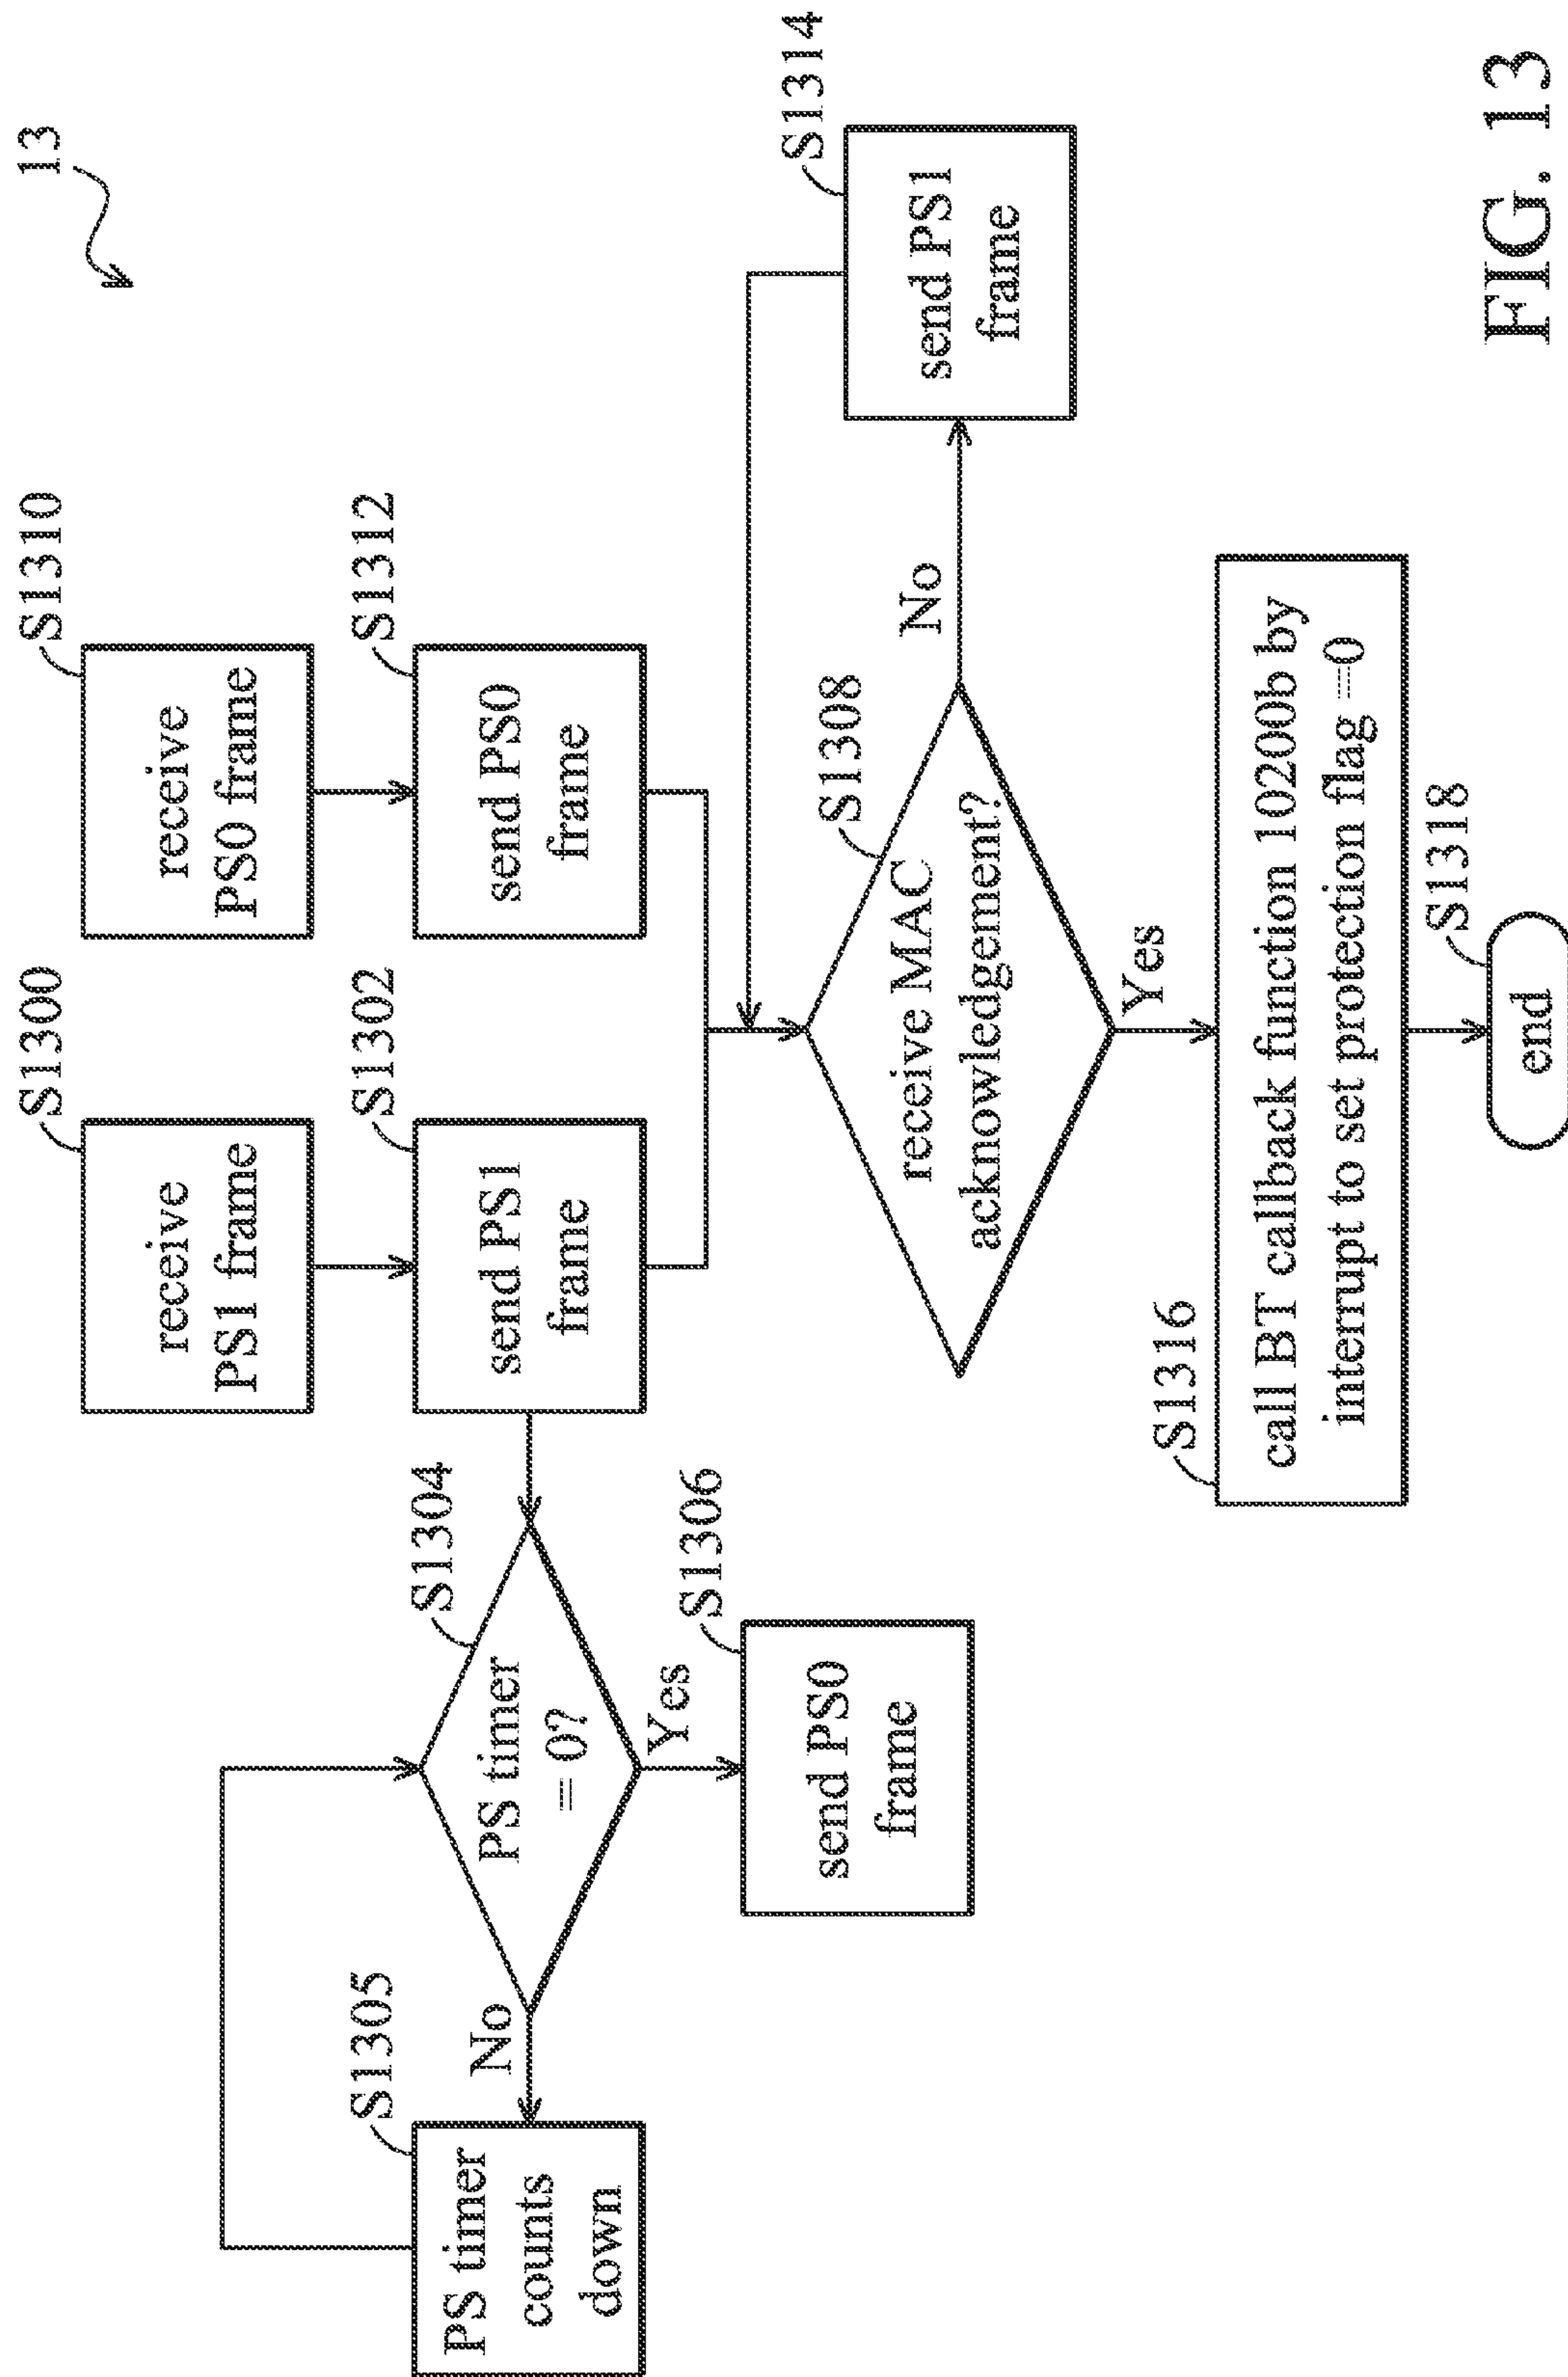 13
S1300
receive
PS1 frame
S1310
receive
PS0 frame
S1302
send PS1
frame
S1312
send PS0
frame
S1304
PS timer
= 0?
No
Yes
S1305
PS timer
counts
down
S1306
send PS0
frame
S1308
receive MAC
acknowledgement?
No
Yes
S1314
send PS1
frame
S1316
call BT callback function 10200b by
interrupt to set protection flag ==0
S1318
end
FIG. 13